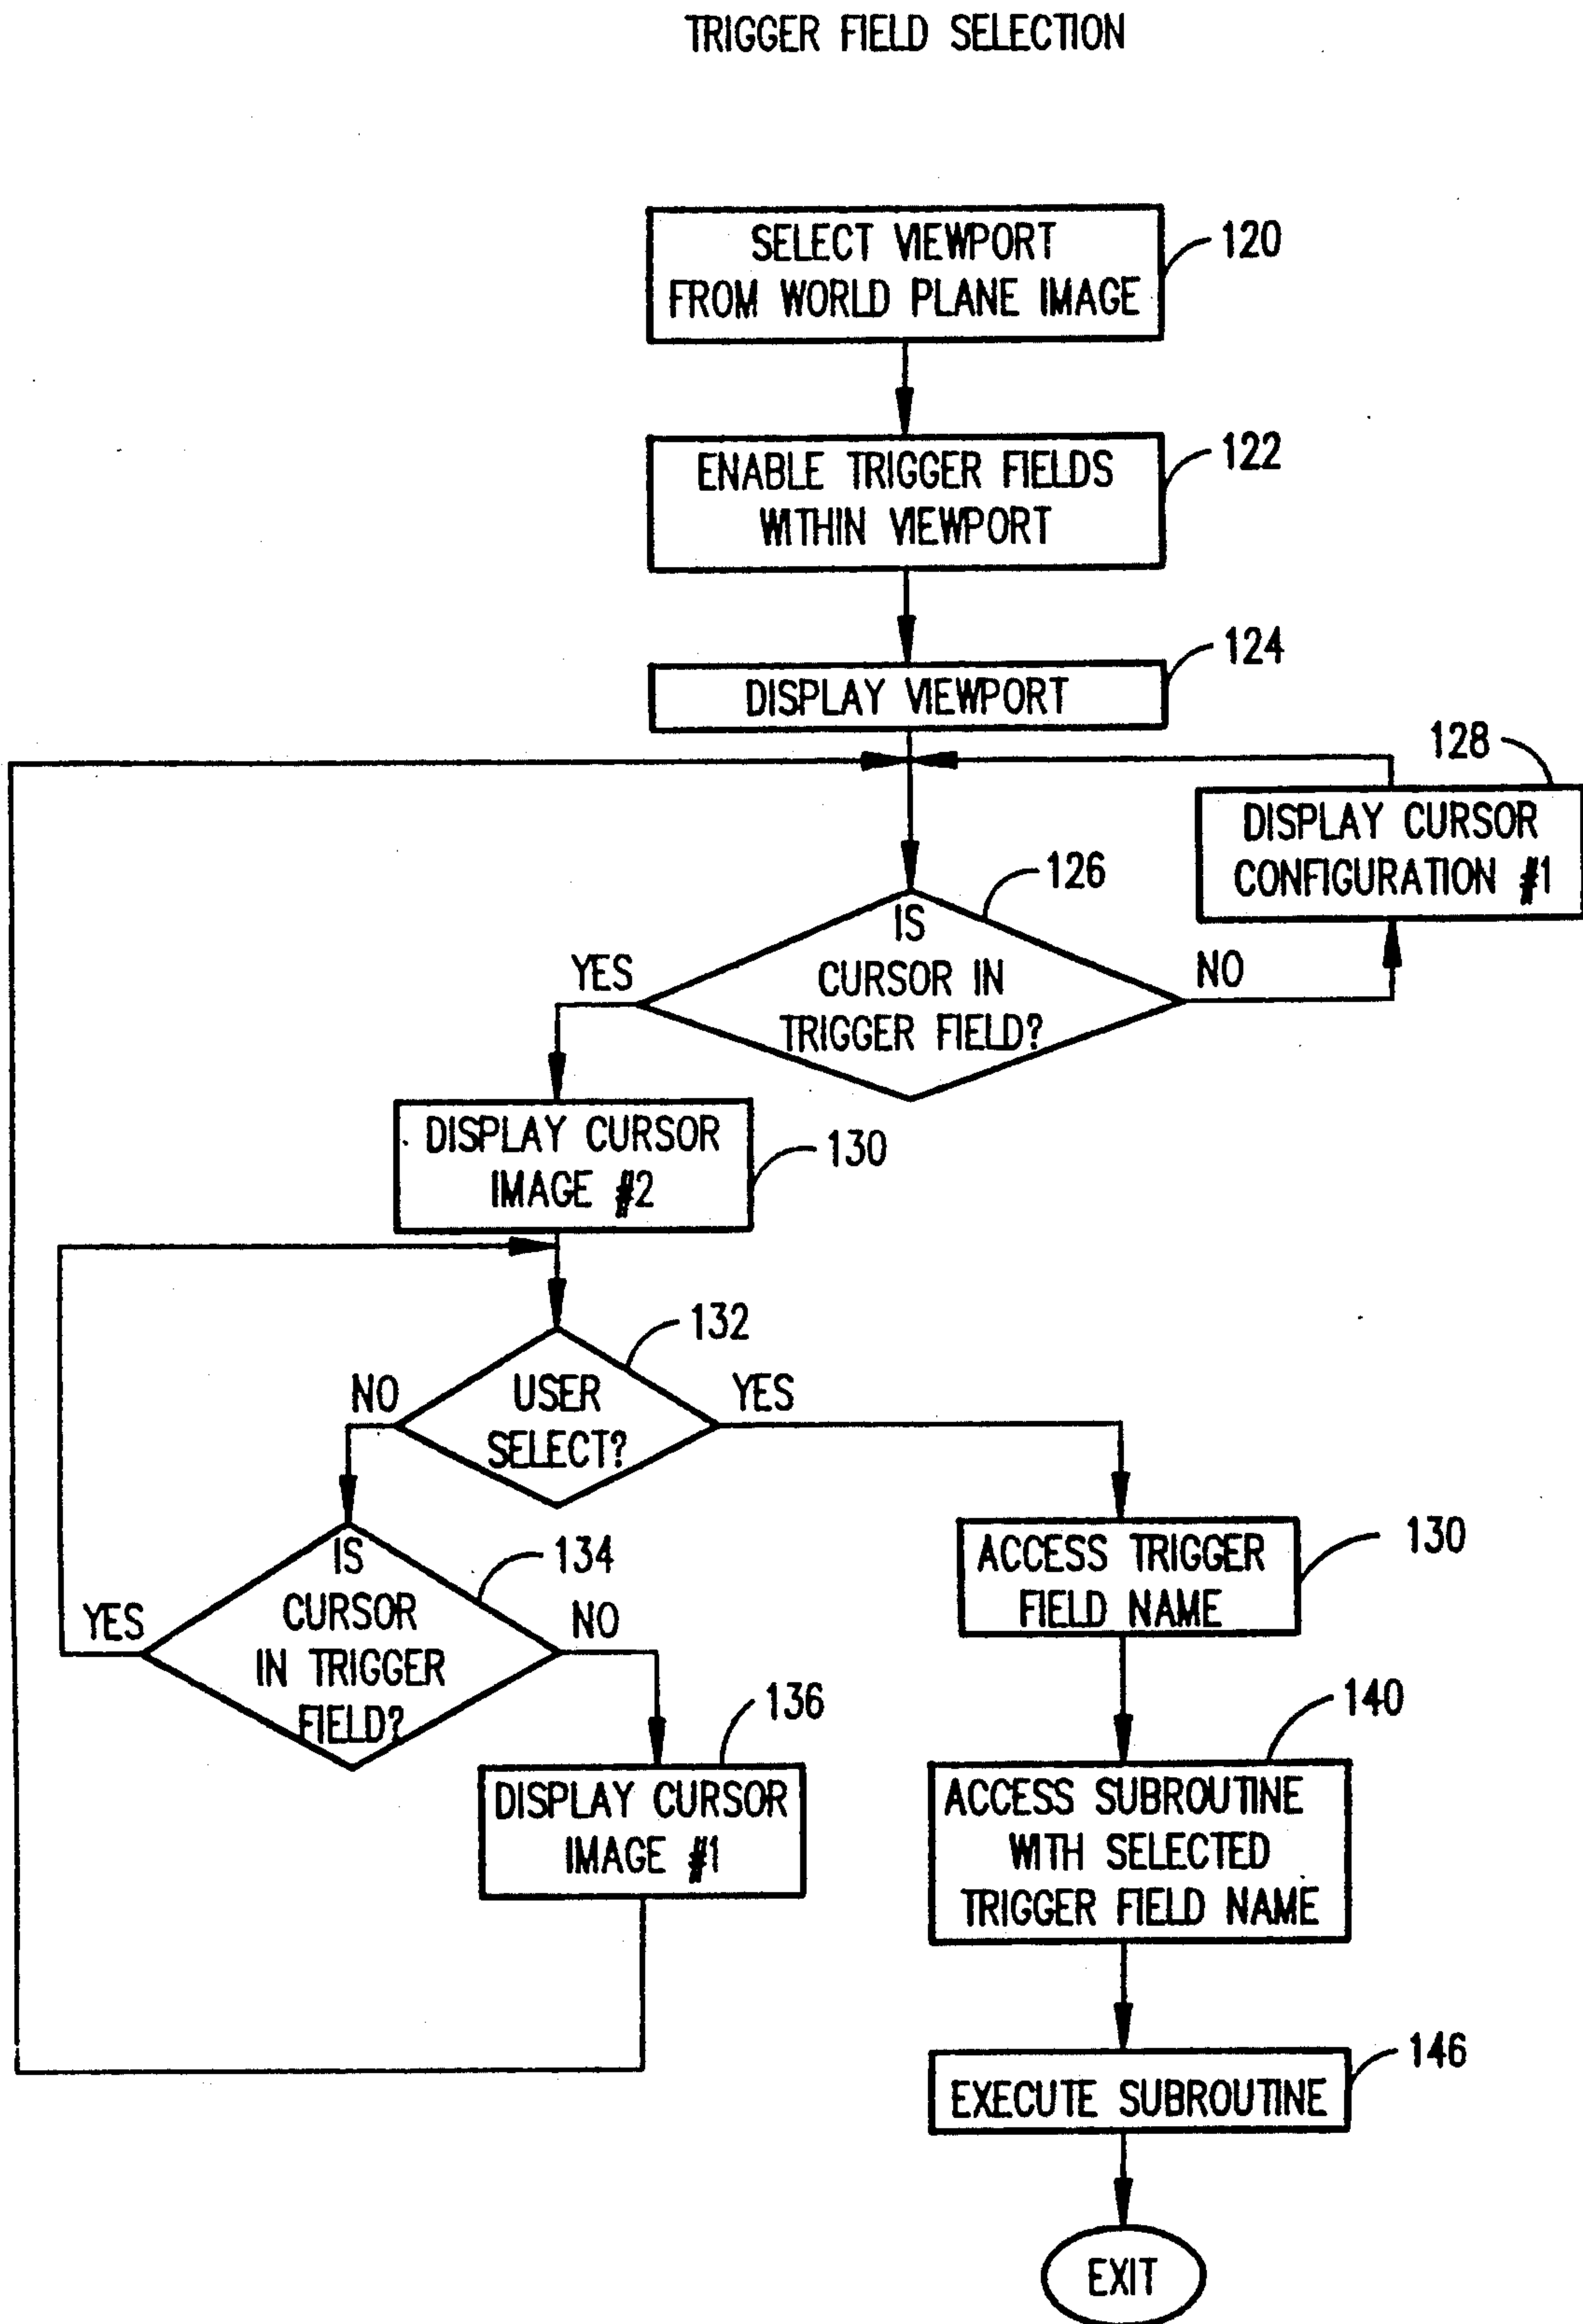 TRIGGER FIELD SELECTION
SELECT VIEWPORT
FROM WORLD PLANE IMAGE
120
ENABLE TRIGGER FIELDS
WITHIN VIEWPORT
122
DISPLAY VIEWPORT
124
128
DISPLAY CURSOR
CONFIGURATION #1
126
IS
CURSOR IN
TRIGGER FIELD?
YES
NO
DISPLAY CURSOR
IMAGE #2
130
132
USER
SELECT?
NO
YES
134
IS
CURSOR
IN TRIGGER
FIELD?
YES
NO
ACCESS TRIGGER
FIELD NAME
130
136
DISPLAY CURSOR
IMAGE #1
140
ACCESS SUBROUTINE
WITH SELECTED
TRIGGER FIELD NAME
146
EXECUTE SUBROUTINE
EXIT